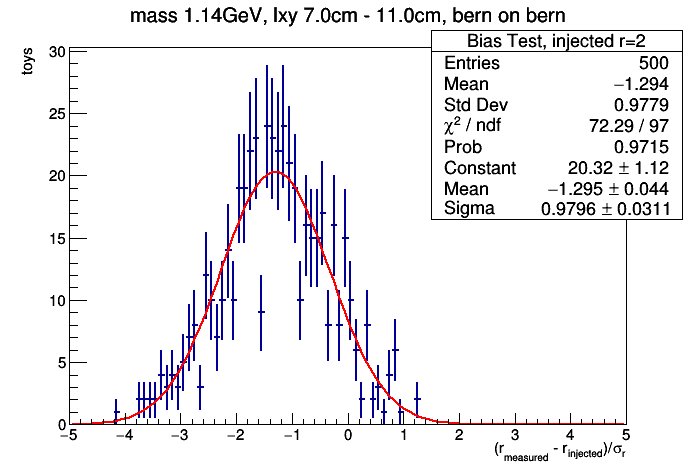 mass 1.14GeV, lxy 7.0cm - 11.0cm, bern on bern
toys
30
25
20
15
10
5
0
Bias Test, injected r=2
Entries 500
Mean −1.294
Std Dev 0.9779
χ² / ndf 72.29 / 97
Prob 0.9715
Constant 20.32 ± 1.12
Mean −1.295 ± 0.044
Sigma 0.9796 ± 0.0311
−5 −4 −3 −2 −1 0 1 2 3 4 5
(r_measured - r_injected)/σ_r